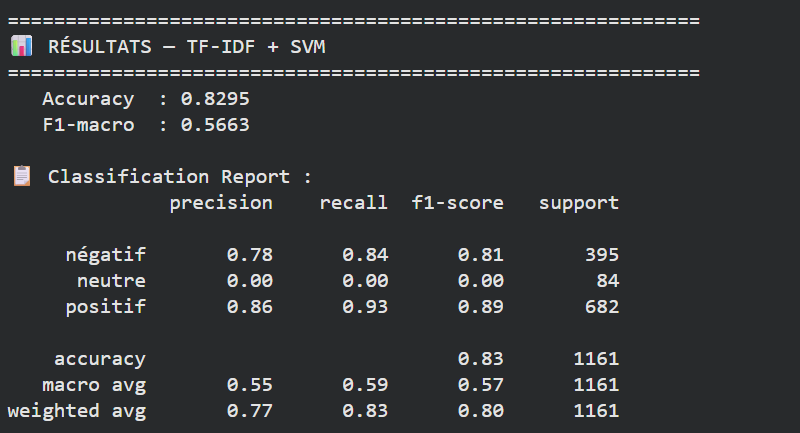 ============================================================
📊 RÉSULTATS — TF-IDF + SVM
============================================================
   Accuracy  : 0.8295
   F1-macro  : 0.5663

📋 Classification Report :
              precision    recall  f1-score   support

     négatif       0.78      0.84      0.81       395
      neutre       0.00      0.00      0.00        84
     positif       0.86      0.93      0.89       682

    accuracy                           0.83      1161
   macro avg       0.55      0.59      0.57      1161
weighted avg       0.77      0.83      0.80      1161